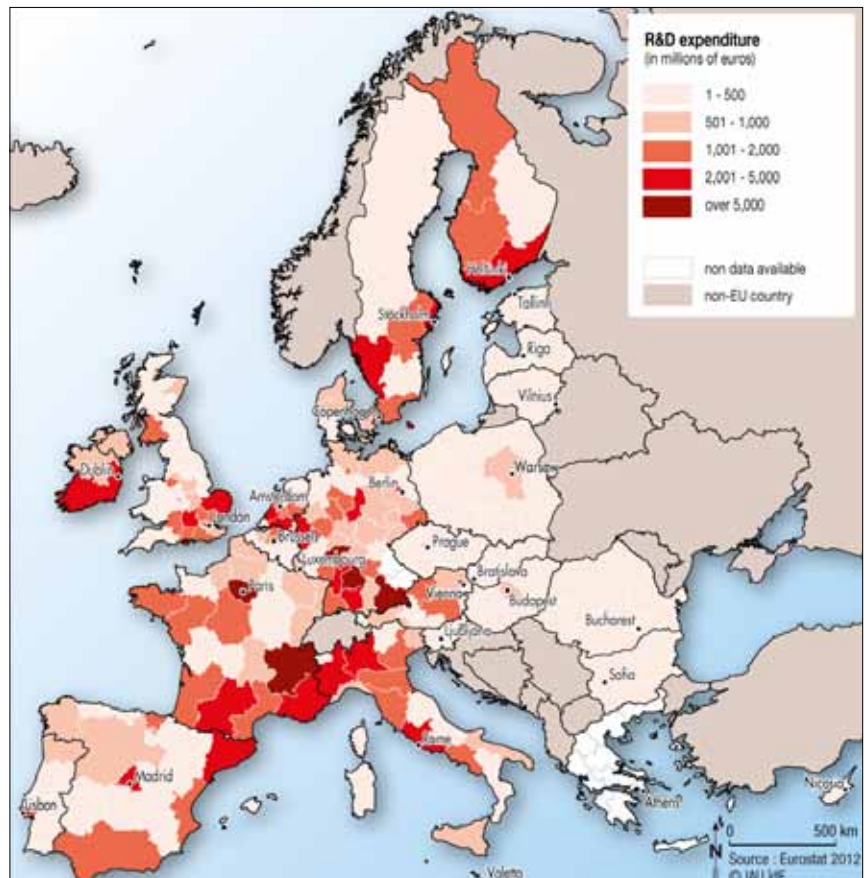 R&D expenditure
(in millions of euros)
1 - 500
501 - 1,000
1,001 - 2,000
2,001 - 5,000
over 5,000
non data available
non-EU country
Helsinki
Tallinn
Stockholm
Riga
Vilnius
Copenhagen
Dublin
Warsaw
Berlin
Amsterdam
London
Brussels
Prague
Luxembourg
Paris
Bratislava
Vienna
Budapest
Ljubljana
Bucharest
Sofia
Rome
Madrid
Lisbon
Athens
Nicosia
Valetta
0 500 km
N
Source : Eurostat 2012
© IAU IdF